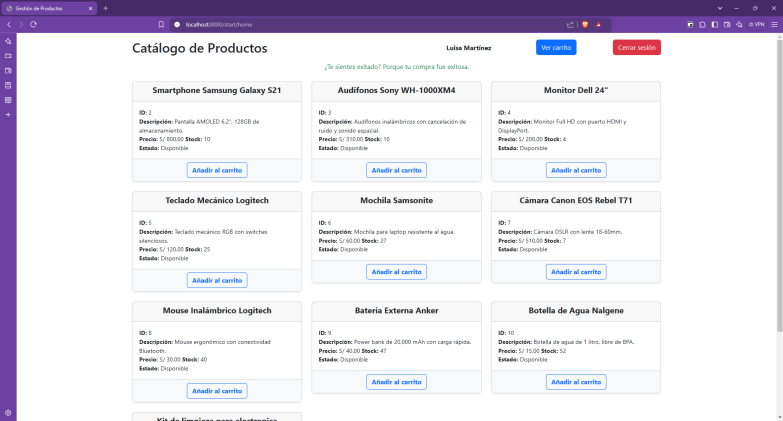 Gestión de Productos
localhost:8080/start/home
VPN
Catálogo de Productos
Luisa Martínez
Ver carrito
Cerrar sesión
¿Te sientes exitado? Porque tu compra fue exitosa.
Smartphone Samsung Galaxy S21
ID: 2
Descripción: Pantalla AMOLED 6.2", 128GB de
almacenamiento.
Precio: S/ 800.00 Stock: 10
Estado: Disponible
Añadir al carrito
Audífonos Sony WH-1000XM4
ID: 3
Descripción: Audífonos inalámbricos con cancelación de
ruido y sonido espacial.
Precio: S/ 310.00 Stock: 10
Estado: Disponible
Añadir al carrito
Monitor Dell 24"
ID: 4
Descripción: Monitor Full HD con puerto HDMI y
DisplayPort.
Precio: S/ 200.00 Stock: 4
Estado: Disponible
Añadir al carrito
Teclado Mecánico Logitech
ID: 5
Descripción: Teclado mecánico RGB con switches
silenciosos.
Precio: S/ 120.00 Stock: 25
Estado: Disponible
Añadir al carrito
Mochila Samsonite
ID: 6
Descripción: Mochila para laptop resistente al agua.
Precio: S/ 60.00 Stock: 27
Estado: Disponible
Añadir al carrito
Cámara Canon EOS Rebel T71
ID: 7
Descripción: Cámara DSLR con lente 18-60mm.
Precio: S/ 510.00 Stock: 7
Estado: Disponible
Añadir al carrito
Mouse Inalámbrico Logitech
ID: 8
Descripción: Mouse ergonómico con conectividad
Bluetooth.
Precio: S/ 30.00 Stock: 40
Estado: Disponible
Añadir al carrito
Batería Externa Anker
ID: 9
Descripción: Power bank de 20,000 mAh con carga rápida.
Precio: S/ 40.00 Stock: 47
Estado: Disponible
Añadir al carrito
Botella de Agua Nalgene
ID: 10
Descripción: Botella de agua de 1 litro, libre de BPA.
Precio: S/ 15.00 Stock: 52
Estado: Disponible
Añadir al carrito
Kit de limpieza para electronica